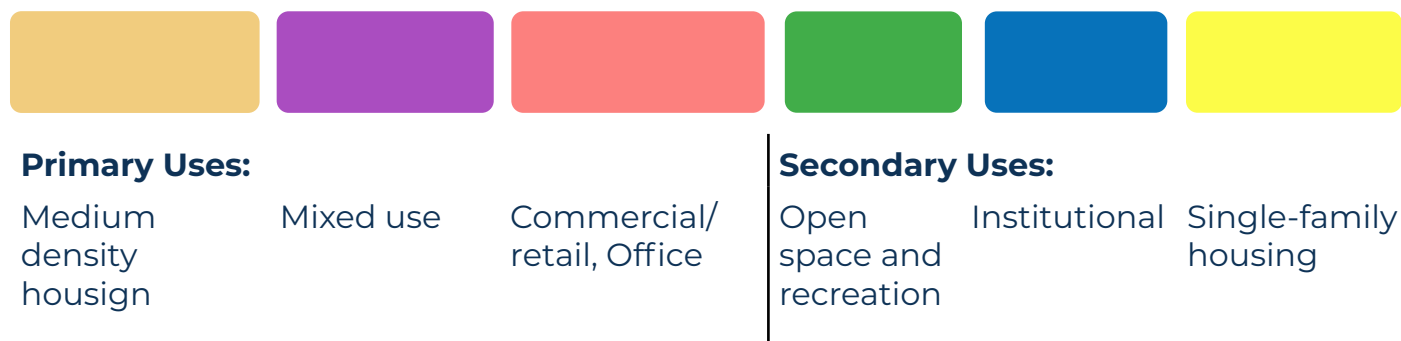 Primary Uses:
Medium
density
housign
Mixed use
Commercial/
retail, Office
Secondary Uses:
Open
space and
recreation
Institutional
Single-family
housing